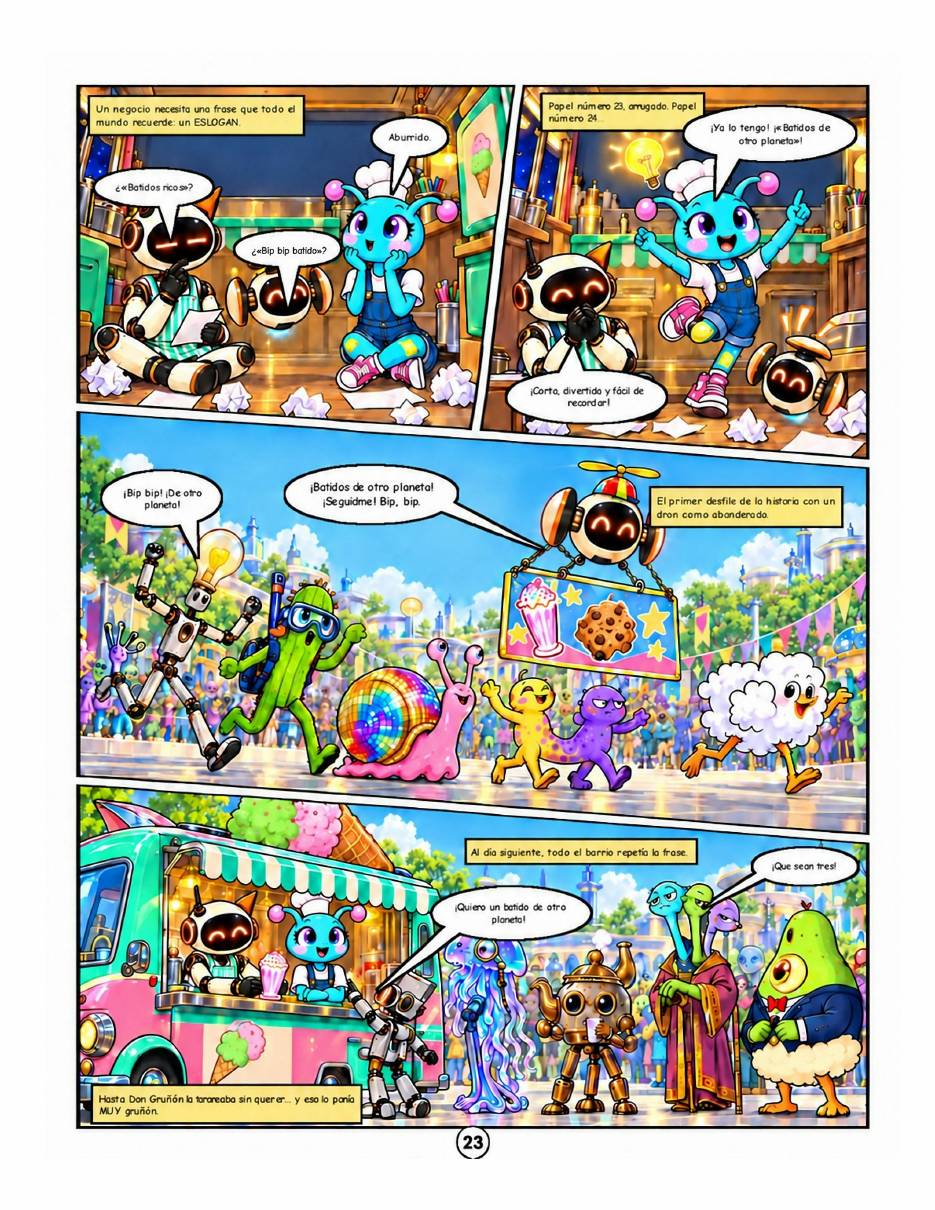 Un negocio necesita una frase que todo el
mundo recuerde: un ESLOGAN.
¿«Batidos ricos»?
Aburrido.
¿«Bip bip batido»?
Papel número 23, arrugado. Papel
número 24...
¡Ya lo tengo! ¡«Batidos de
otro planeta»!
¡Corto, divertido y fácil de
recordar!
¡Bip bip! ¡De otro
planeta!
¡Batidos de otro planeta!
¡Seguidme! Bip, bip.
El primer desfile de la historia con un
dron como abanderado.
Al día siguiente, todo el barrio repetía la frase.
¡Que sean tres!
¡Quiero un batido de otro
planeta!
Hasta Don Gruñón la tarareaba sin querer... y eso lo ponía
MUY gruñón.
23